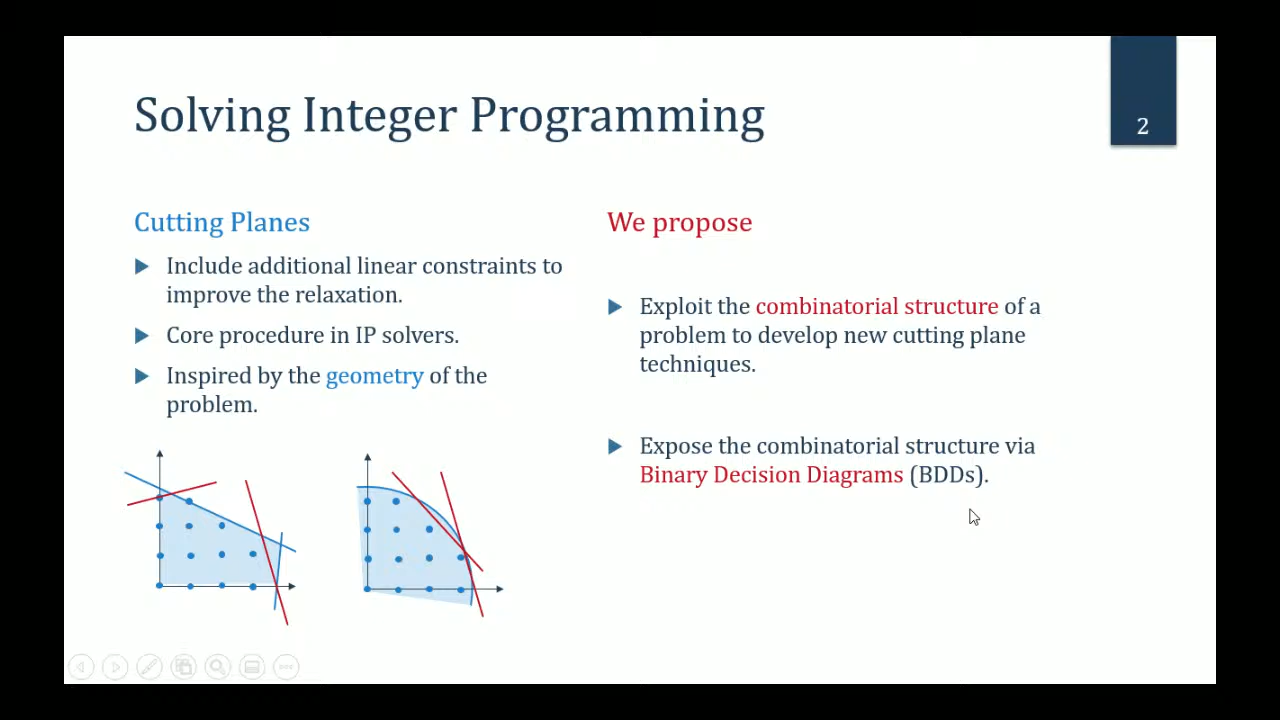 Solving Integer Programming
2
Cutting Planes
Include additional linear constraints to
improve the relaxation.
Core procedure in IP solvers.
Inspired by the geometry of the
problem.
We propose
Exploit the combinatorial structure of a
problem to develop new cutting plane
techniques.
Expose the combinatorial structure via
Binary Decision Diagrams (BDDs).